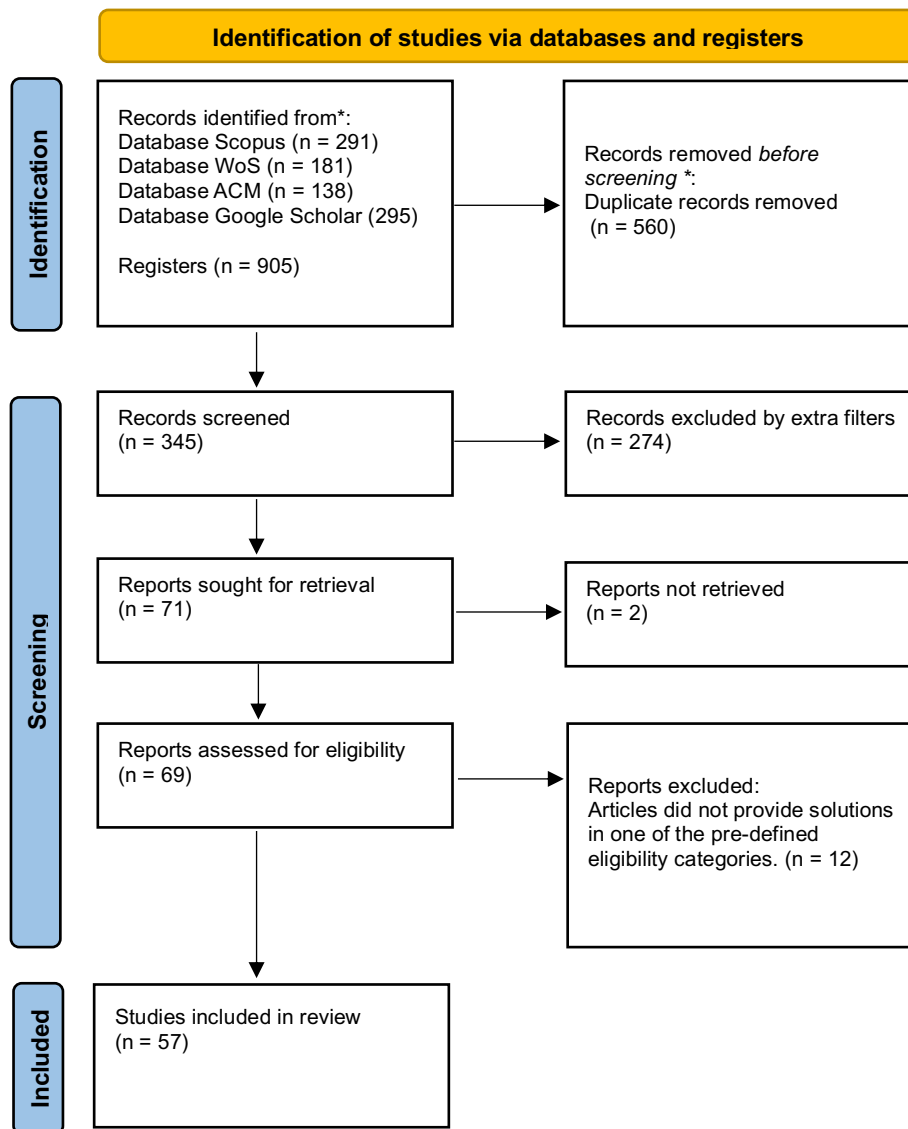 Identification of studies via databases and registers
Identification
Records identified from*:
Database Scopus (n = 291)
Database WoS (n = 181)
Database ACM (n = 138)
Database Google Scholar (295)
Registers (n = 905)
Records removed before
screening *:
Duplicate records removed
(n = 560)
Screening
Records screened
(n = 345)
Records excluded by extra filters
(n = 274)
Reports sought for retrieval
(n = 71)
Reports not retrieved
(n = 2)
Reports assessed for eligibility
(n = 69)
Reports excluded:
Articles did not provide solutions
in one of the pre-defined
eligibility categories. (n = 12)
Included
Studies included in review
(n = 57)